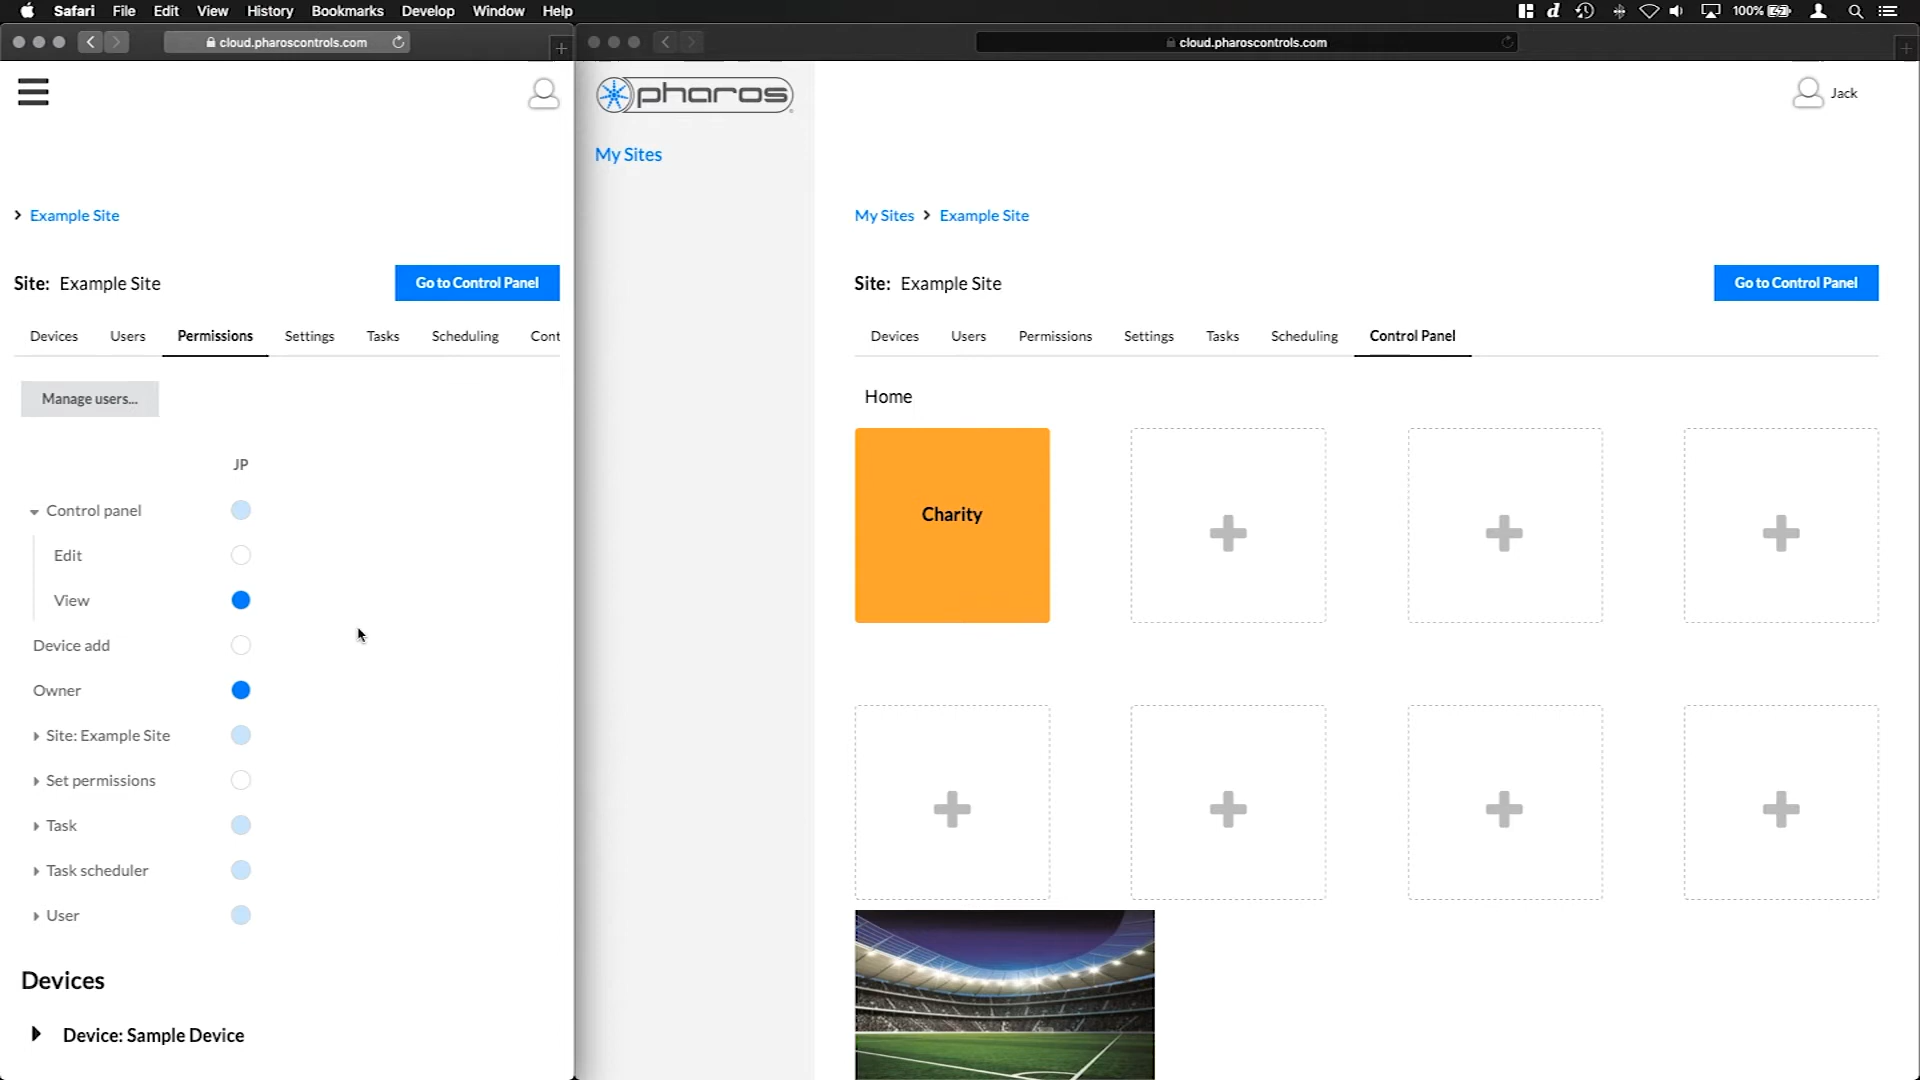 Safari File Edit View History Bookmarks Develop Window Help
100%
cloud.pharoscontrols.com
cloud.pharoscontrols.com
pharos
Jack
My Sites
Example Site
My Sites Example Site
Site: Example Site
Go to Control Panel
Site: Example Site
Go to Control Panel
Devices Users Permissions Settings Tasks Scheduling Cont
Devices Users Permissions Settings Tasks Scheduling Control Panel
Manage users...
Home
JP
Control panel
Charity
Edit
View
Device add
Owner
Site: Example Site
Set permissions
Task
Task scheduler
User
Devices
Device: Sample Device